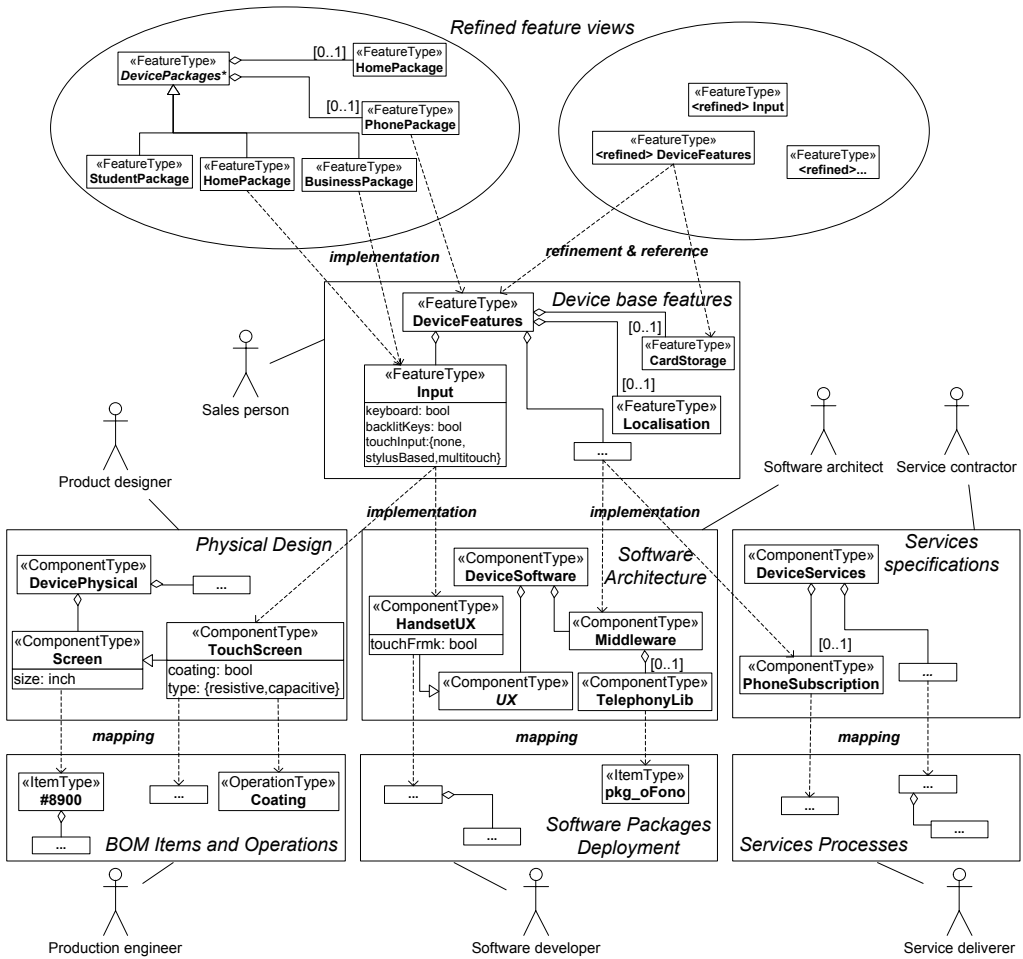 Refined feature views
«FeatureType»
DevicePackages*
[0..1]
«FeatureType»
HomePackage
[0..1]
«FeatureType»
PhonePackage
«FeatureType»
StudentPackage
«FeatureType»
HomePackage
«FeatureType»
BusinessPackage
«FeatureType»
<refined> Input
«FeatureType»
<refined> DeviceFeatures
«FeatureType»
<refined>...
implementation
refinement & reference
Device base features
«FeatureType»
DeviceFeatures
[0..1]
«FeatureType»
CardStorage
[0..1]
«FeatureType»
Localisation
«FeatureType»
Input
keyboard: bool
backlitKeys: bool
touchInput:{none,
stylusBased,multitouch}
...
Sales person
Product designer
Software architect
Service contractor
implementation
implementation
Physical Design
«ComponentType»
DevicePhysical
...
«ComponentType»
Screen
size: inch
«ComponentType»
TouchScreen
coating: bool
type: {resistive,capacitive}
Software
Architecture
«ComponentType»
DeviceSoftware
«ComponentType»
HandsetUX
touchFrmk: bool
«ComponentType»
Middleware
[0..1]
«ComponentType»
UX
«ComponentType»
TelephonyLib
Services
specifications
«ComponentType»
DeviceServices
[0..1]
«ComponentType»
PhoneSubscription
...
mapping
mapping
mapping
«ItemType»
#8900
...
...
«OperationType»
Coating
BOM Items and Operations
...
...
«ItemType»
pkg_oFono
Software Packages
Deployment
...
...
...
Services Processes
Production engineer
Software developer
Service deliverer